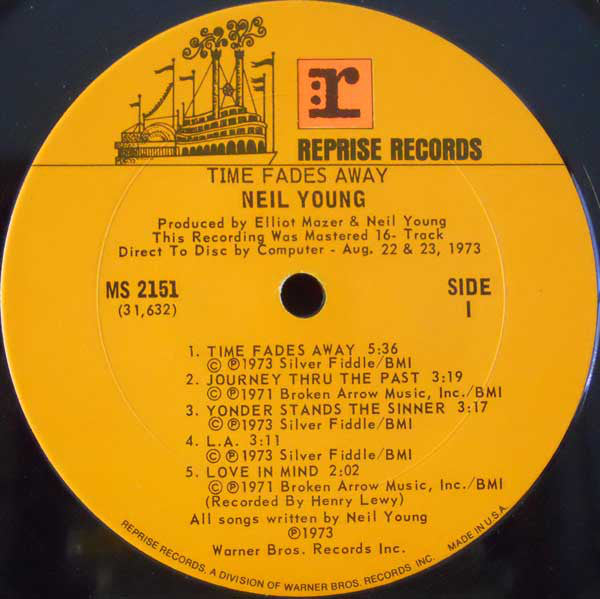 r
REPRISE RECORDS
TIME FADES AWAY
NEIL YOUNG
Produced by Elliot Mazer & Neil Young
This Recording Was Mastered 16- Track
Direct To Disc by Computer - Aug. 22 & 23, 1973
MS 2151
(31,632)
SIDE
1
1. TIME FADES AWAY 5:36
© ℗1973 Silver Fiddle/BMI
2. JOURNEY THRU THE PAST 3:19
© ℗1971 Broken Arrow Music, Inc./BMI
3. YONDER STANDS THE SINNER 3:17
© ℗1973 Silver Fiddle/BMI
4. L.A. 3:11
© ℗1973 Silver Fiddle/BMI
5. LOVE IN MIND 2:02
© ℗1971 Broken Arrow Music, Inc./BMI
(Recorded By Henry Lewy)
All songs written by Neil Young
℗1973
Warner Bros. Records Inc.
REPRISE RECORDS, A DIVISION OF WARNER BROS. RECORDS INC. MADE IN U.S.A.